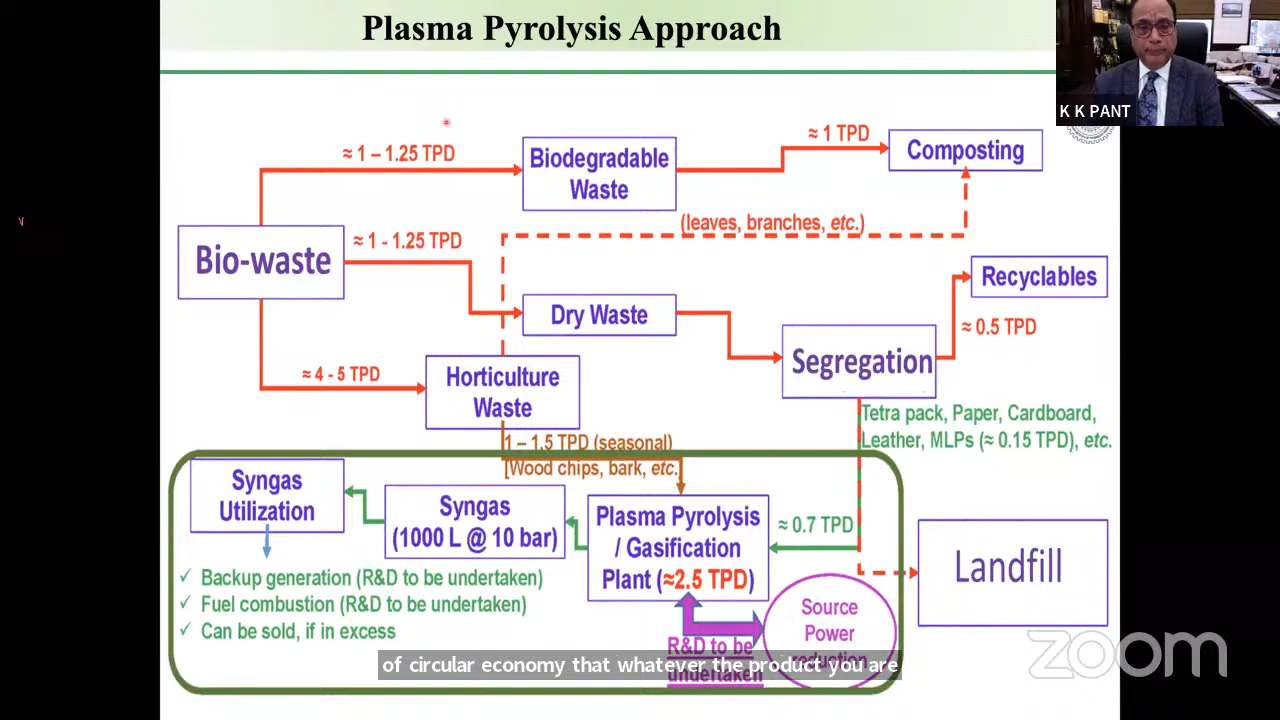 Plasma Pyrolysis Approach
K K PANT
≈ 1 – 1.25 TPD
Biodegradable
Waste
≈ 1 TPD
Composting
(leaves, branches, etc.)
Bio-waste
≈ 1 - 1.25 TPD
Dry Waste
Recyclables
≈ 0.5 TPD
Segregation
≈ 4 - 5 TPD
Horticulture
Waste
Tetra pack, Paper, Cardboard,
Leather, MLPs (≈ 0.15 TPD), etc.
1 – 1.5 TPD (seasonal)
[Wood chips, bark, etc.
Syngas
Utilization
Syngas
(1000 L @ 10 bar)
Plasma Pyrolysis
/ Gasification
Plant (≈2.5 TPD)
≈ 0.7 TPD
Landfill
✓ Backup generation (R&D to be undertaken)
✓ Fuel combustion (R&D to be undertaken)
✓ Can be sold, if in excess
Source
Power
reduction
R&D to be
undertaken
of circular economy that whatever the product you are
zoom